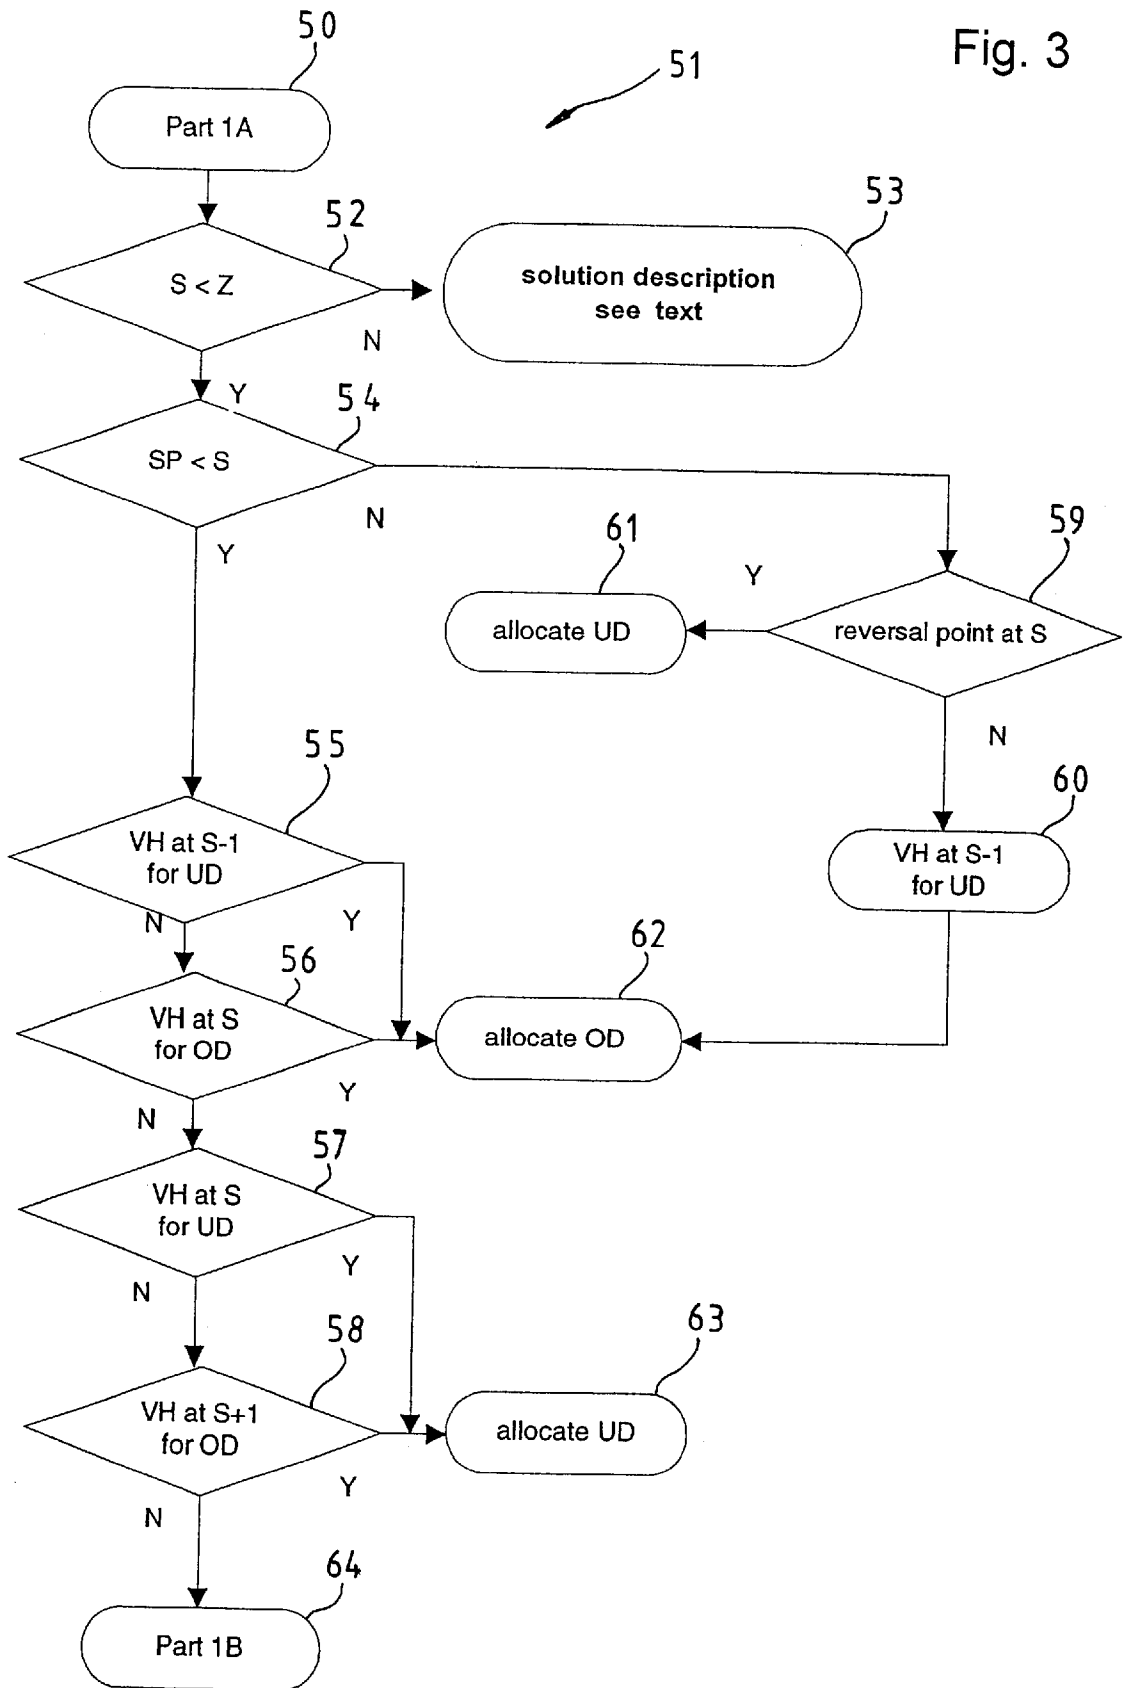 50
Fig. 3
51
Part 1A
52
53
S < Z
solution description
see text
N
Y
54
SP < S
N
Y
61
59
Y
allocate UD
reversal point at S
N
55
60
VH at S-1
for UD
VH at S-1
for UD
N
Y
62
56
VH at S
for OD
allocate OD
Y
N
57
VH at S
for UD
Y
N
58
63
VH at S+1
for OD
allocate UD
Y
N
64
Part 1B